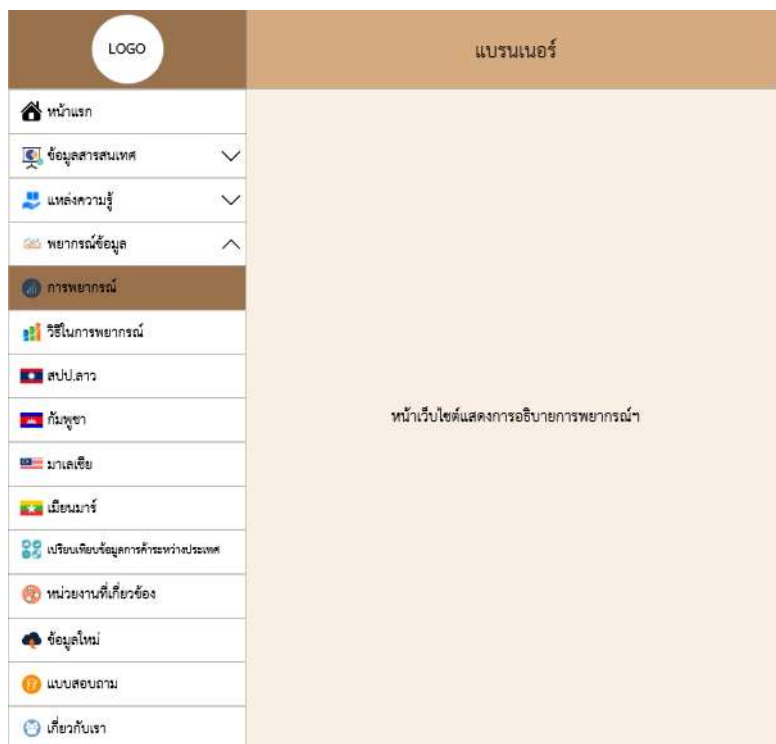 LOGO
แบรนเนอร์
หน้าแรก
ข้อมูลสารสนเทศ
แหล่งความรู้
พยากรณ์ข้อมูล
การพยากรณ์
วิธีในการพยากรณ์
สปป.ลาว
กัมพูชา
มาเลเซีย
เมียนมาร์
เปรียบเทียบข้อมูลการค้าระหว่างประเทศ
หน่วยงานที่เกี่ยวข้อง
ข้อมูลใหม่
แบบสอบถาม
เกี่ยวกับเรา
หน้าเว็บไซต์แสดงการอธิบายการพยากรณ์ฯ